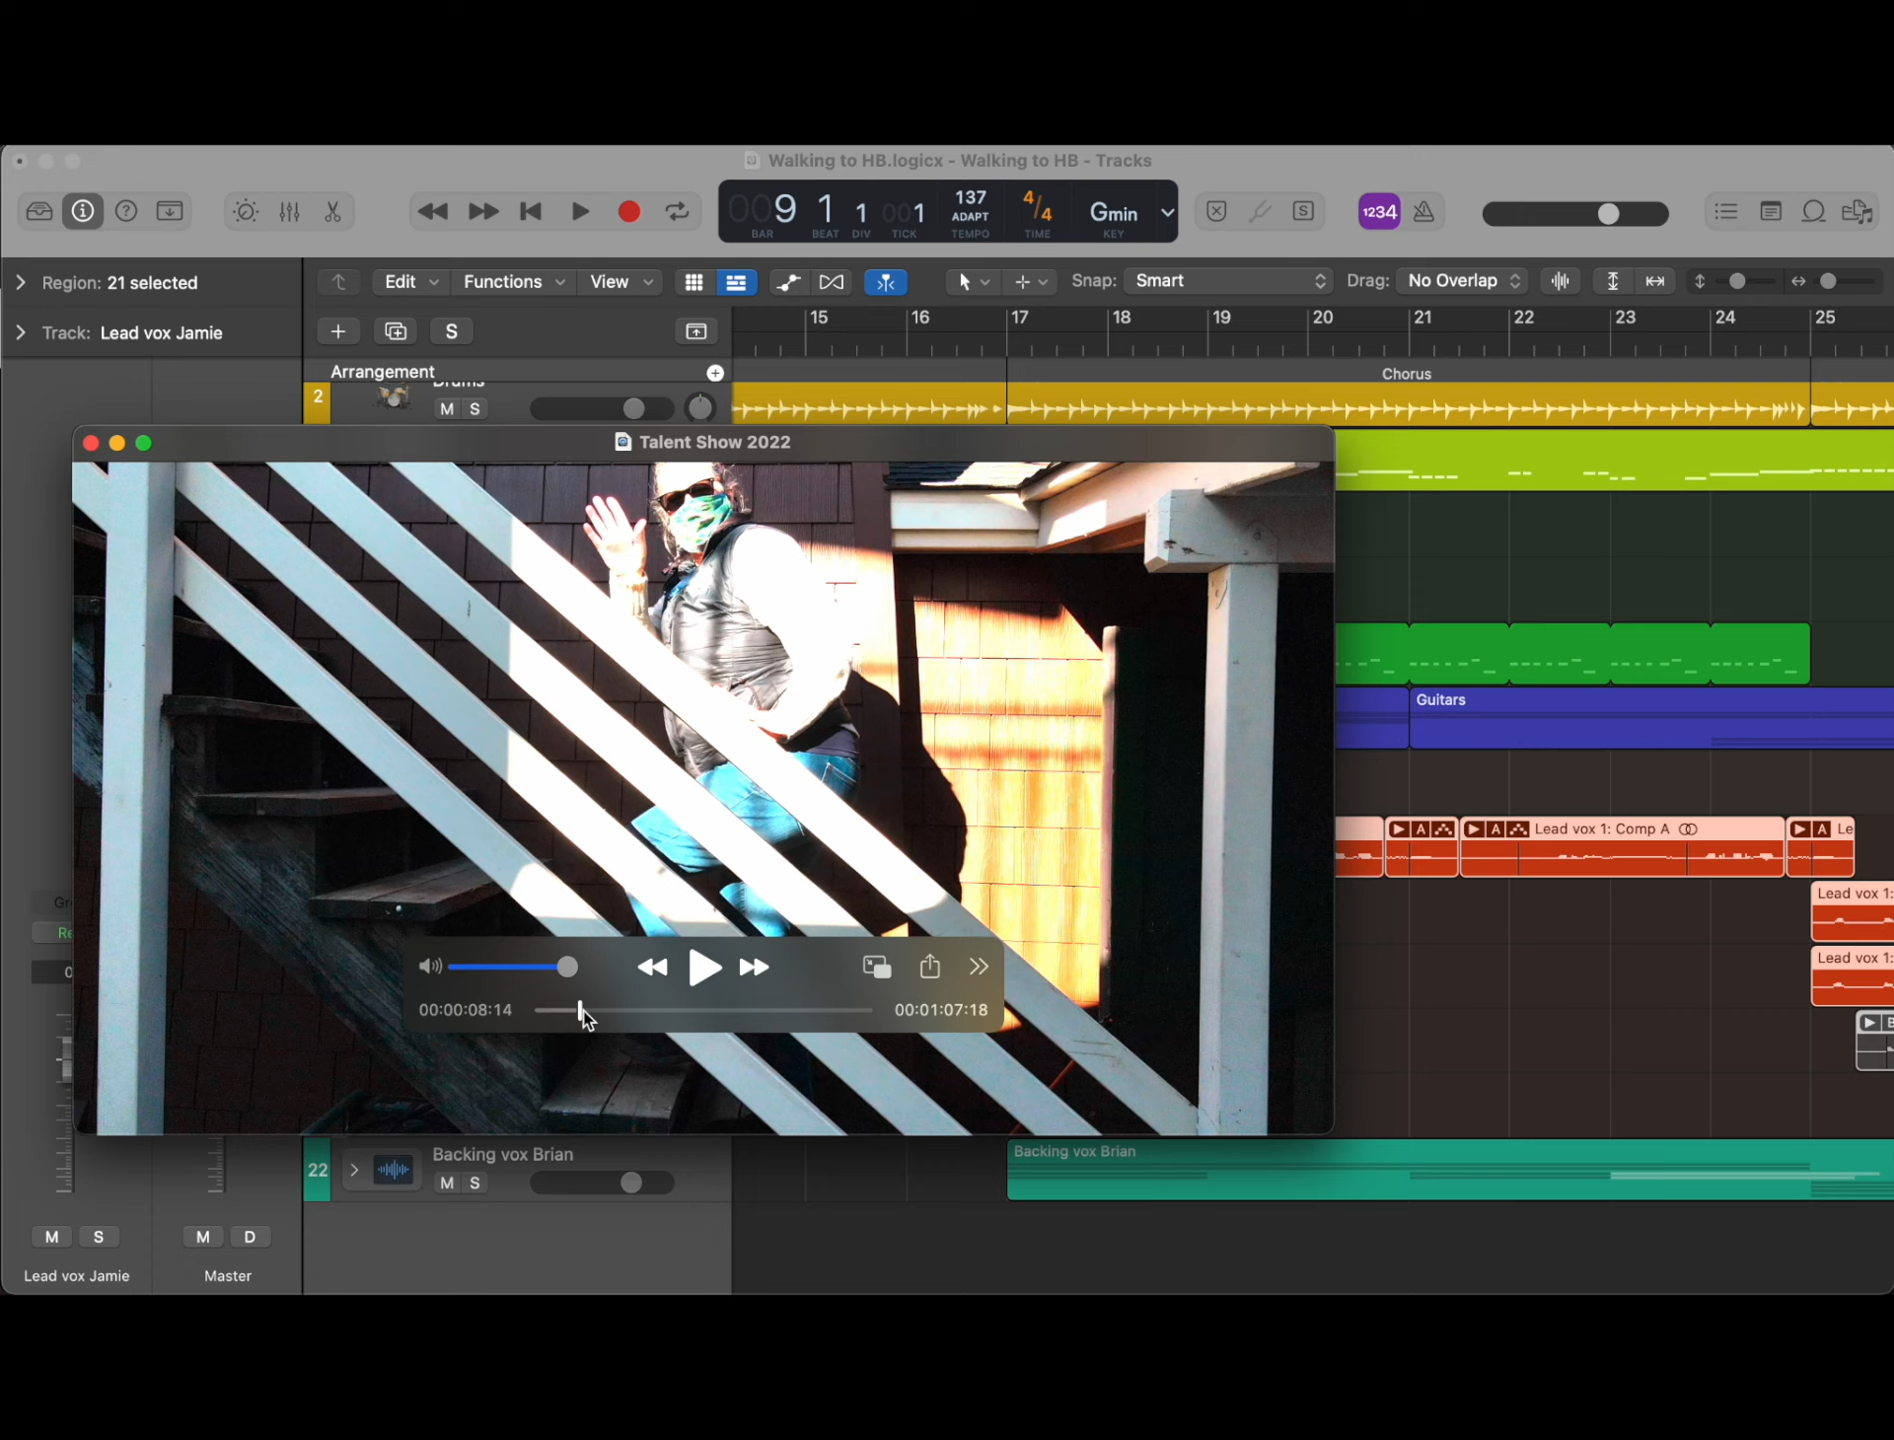 Walking to HB.logicx - Walking to HB - Tracks
009 1 1 001
137
ADAPT
4/4
Gmin
BAR BEAT DIV TICK TEMPO TIME KEY
S
1234
Region: 21 selected
Edit Functions View
Snap: Smart
Drag: No Overlap
Track: Lead vox Jamie
S
15 16 17 18 19 20 21 22 23 24 25
Arrangement
Chorus
2
Drums
M S
Talent Show 2022
Guitars
A
A Lead vox 1: Comp A
A Le
Lead vox 1:
Lead vox 1:
00:00:08:14
00:01:07:18
22
Backing vox Brian
M S
Backing vox Brian
M S
M D
Lead vox Jamie
Master